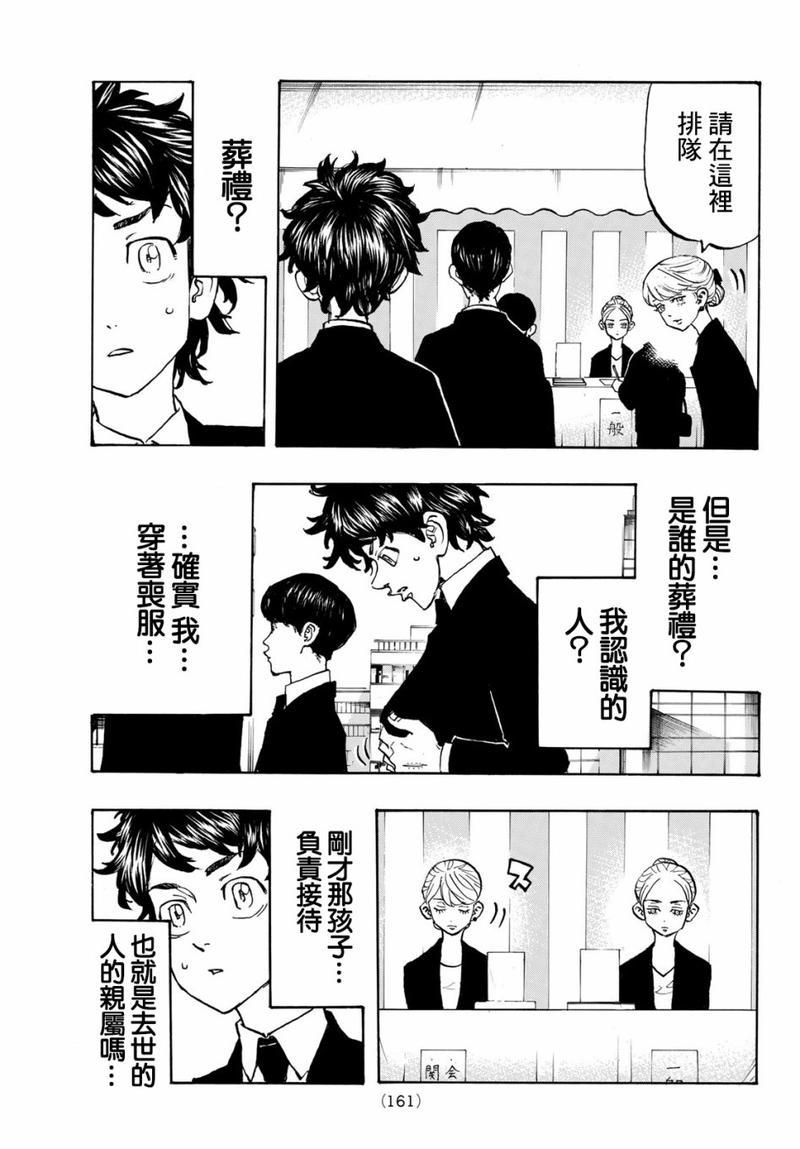 請在這裡
排隊
一般
葬禮？
但是…
是誰的葬禮？
我認識的
人？
…確實 我…
穿著喪服…
ス
一般
会
関
剛才那孩子…
負責接待
也就是去世的
人的親屬嗎…
(161)